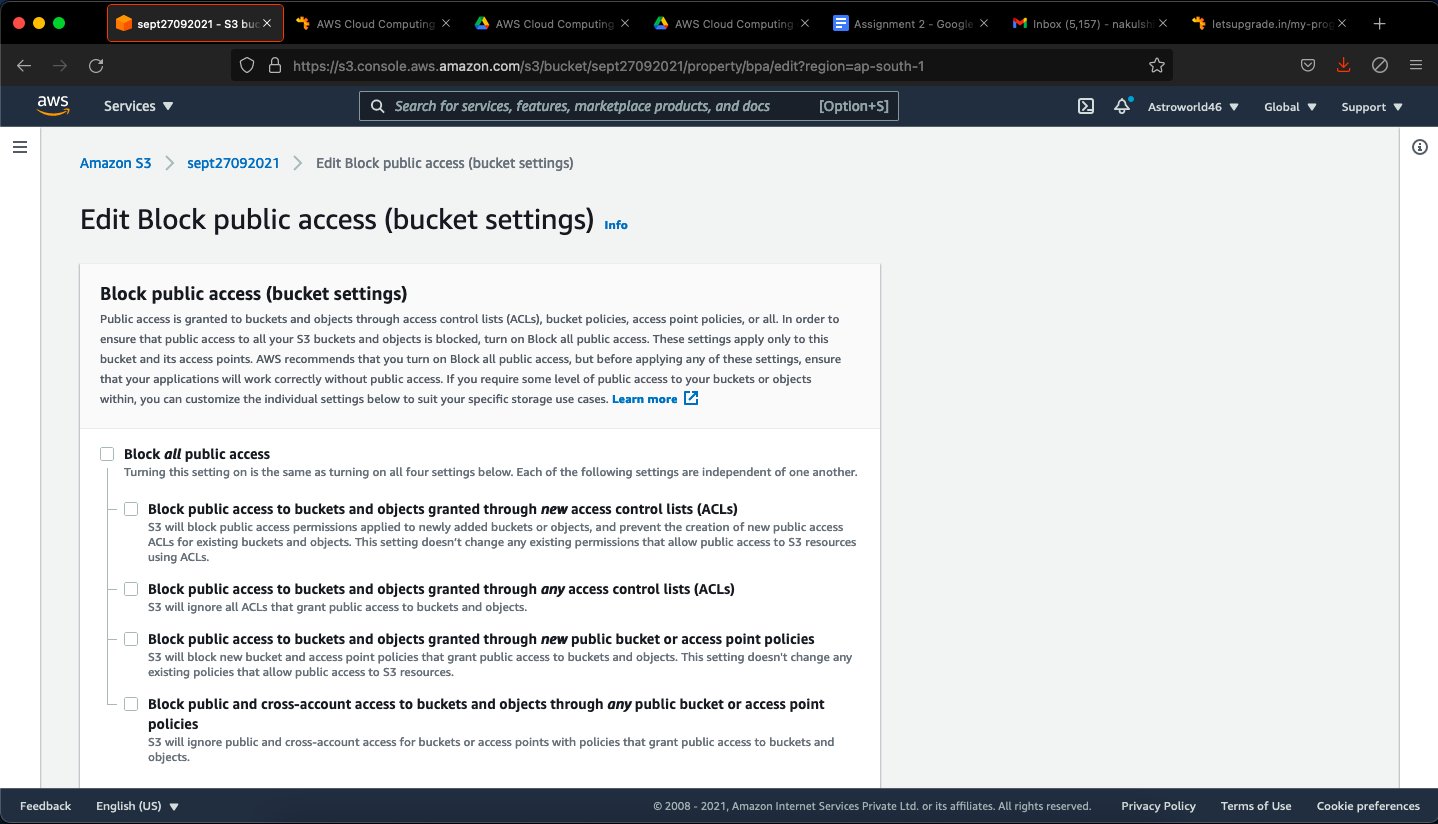 sept27092021 - S3 buc
AWS Cloud Computing
AWS Cloud Computing
AWS Cloud Computing
Assignment 2 - Google
Inbox (5,157) - nakulsh
letsupgrade.in/my-prog
https://s3.console.aws.amazon.com/s3/bucket/sept27092021/property/bpa/edit?region=ap-south-1
aws
Services
Search for services, features, marketplace products, and docs
[Option+S]
Astroworld46
Global
Support
Amazon S3
sept27092021
Edit Block public access (bucket settings)
Edit Block public access (bucket settings) Info
Block public access (bucket settings)
Public access is granted to buckets and objects through access control lists (ACLs), bucket policies, access point policies, or all. In order to
ensure that public access to all your S3 buckets and objects is blocked, turn on Block all public access. These settings apply only to this
bucket and its access points. AWS recommends that you turn on Block all public access, but before applying any of these settings, ensure
that your applications will work correctly without public access. If you require some level of public access to your buckets or objects
within, you can customize the individual settings below to suit your specific storage use cases. Learn more
Block all public access
Turning this setting on is the same as turning on all four settings below. Each of the following settings are independent of one another.
Block public access to buckets and objects granted through new access control lists (ACLs)
S3 will block public access permissions applied to newly added buckets or objects, and prevent the creation of new public access
ACLs for existing buckets and objects. This setting doesn't change any existing permissions that allow public access to S3 resources
using ACLs.
Block public access to buckets and objects granted through any access control lists (ACLs)
S3 will ignore all ACLs that grant public access to buckets and objects.
Block public access to buckets and objects granted through new public bucket or access point policies
S3 will block new bucket and access point policies that grant public access to buckets and objects. This setting doesn't change any
existing policies that allow public access to S3 resources.
Block public and cross-account access to buckets and objects through any public bucket or access point
policies
S3 will ignore public and cross-account access for buckets or access points with policies that grant public access to buckets and
objects.
Feedback
English (US)
© 2008 - 2021, Amazon Internet Services Private Ltd. or its affiliates. All rights reserved.
Privacy Policy
Terms of Use
Cookie preferences